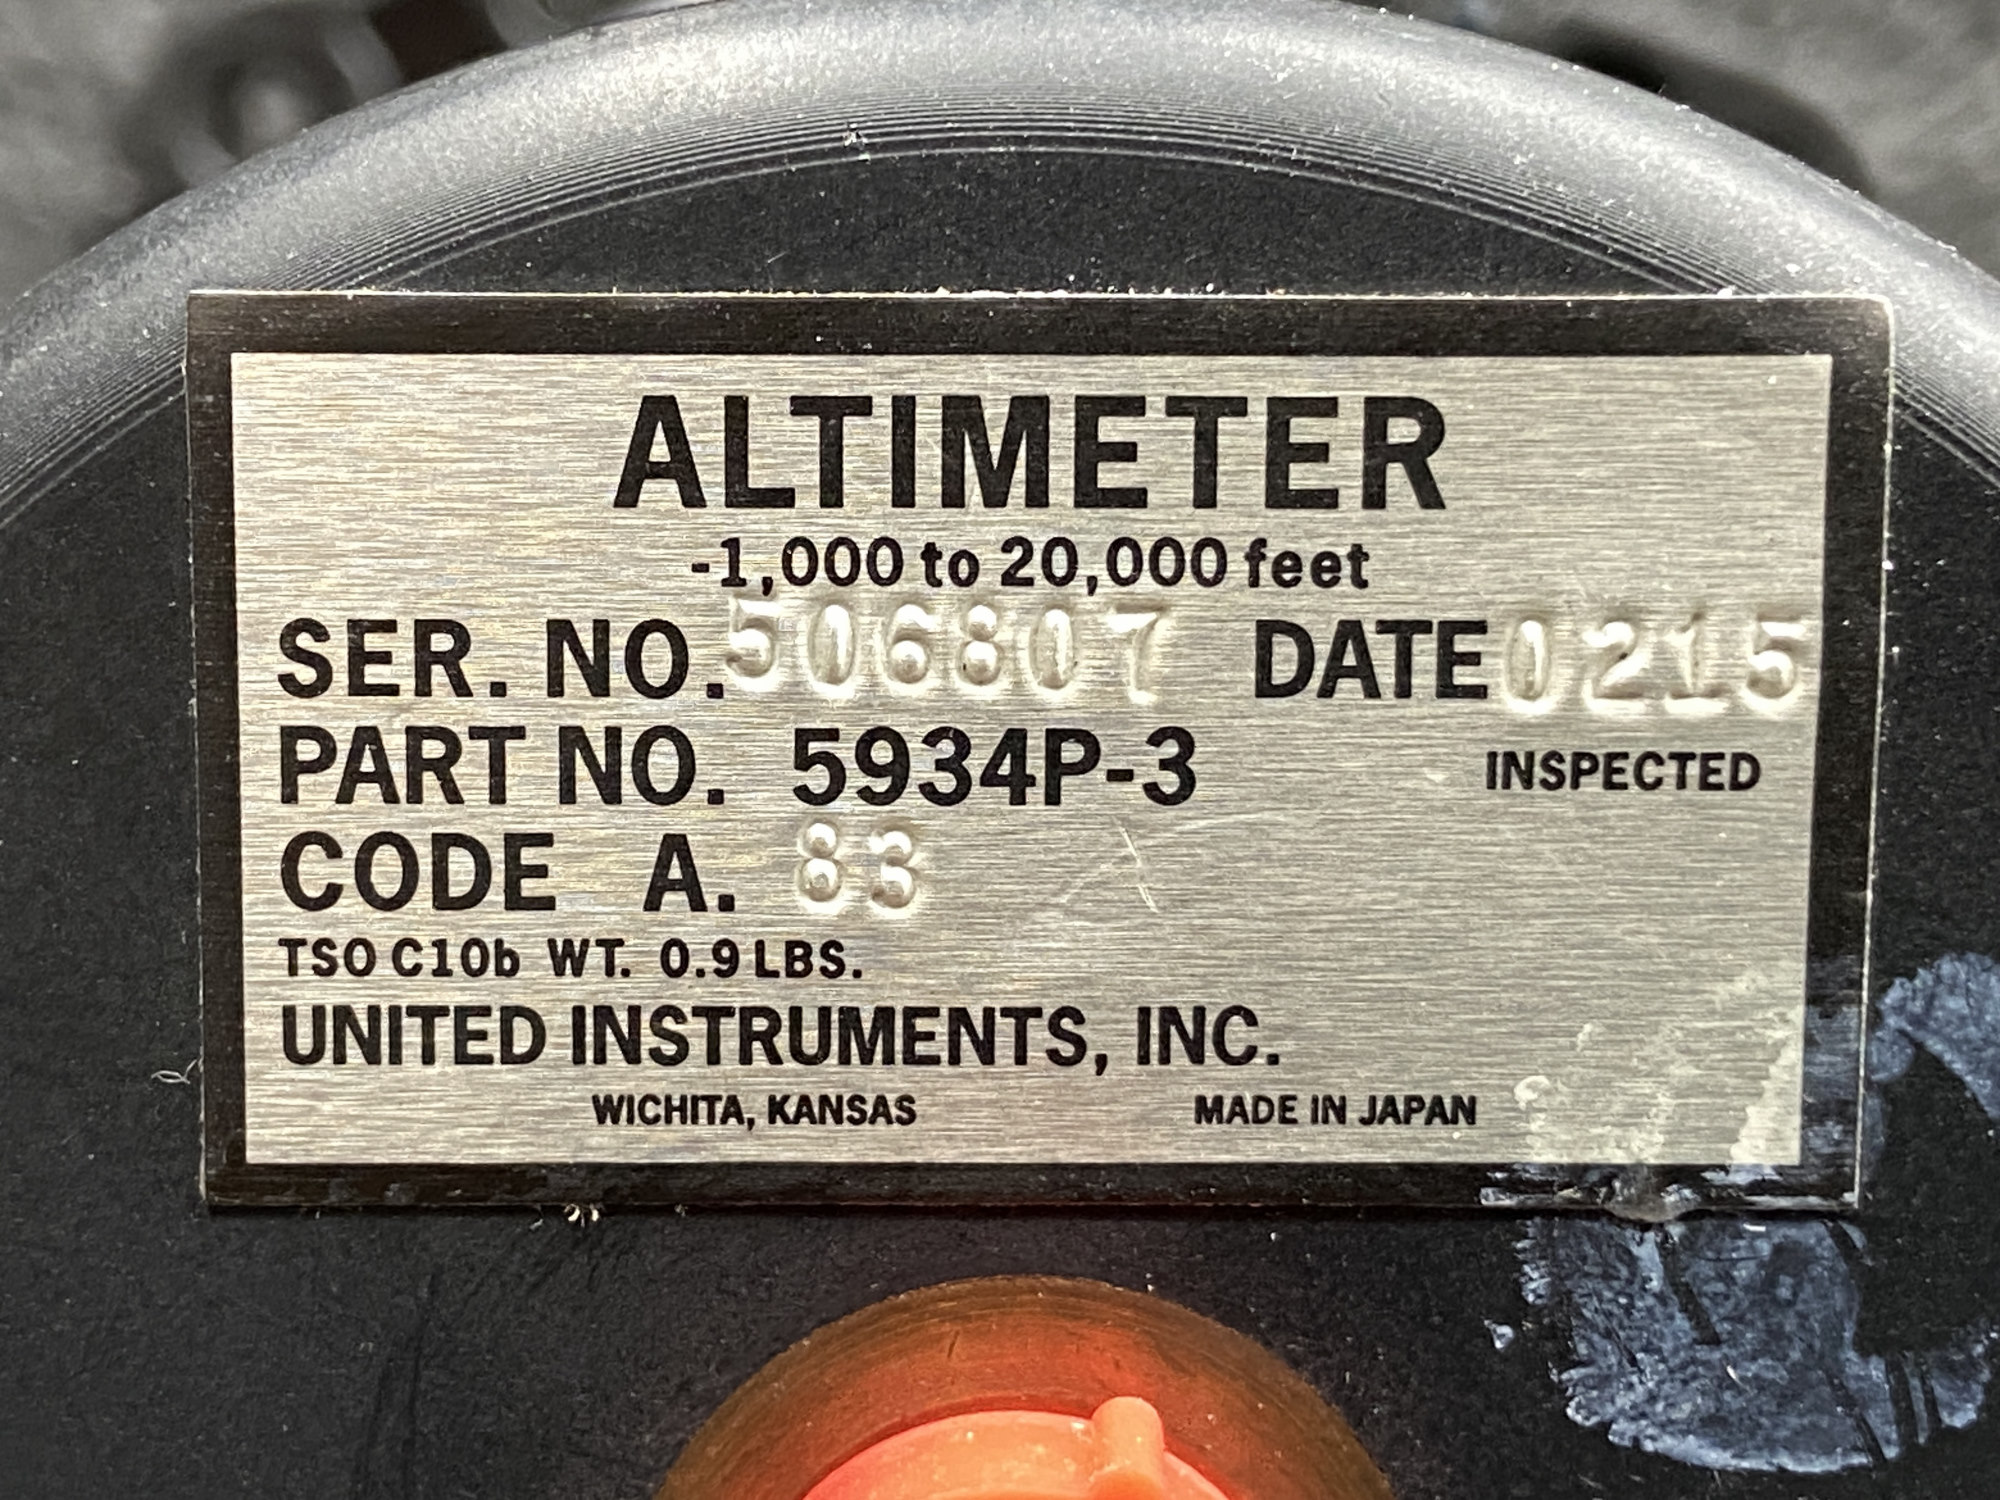 ALTIMETER
-1,000 to 20,000 feet
SER. NO. 506807 DATE 0215
PART NO. 5934P-3 INSPECTED
CODE A. 83
TSO C10b WT. 0.9 LBS.
UNITED INSTRUMENTS, INC.
WICHITA, KANSAS MADE IN JAPAN